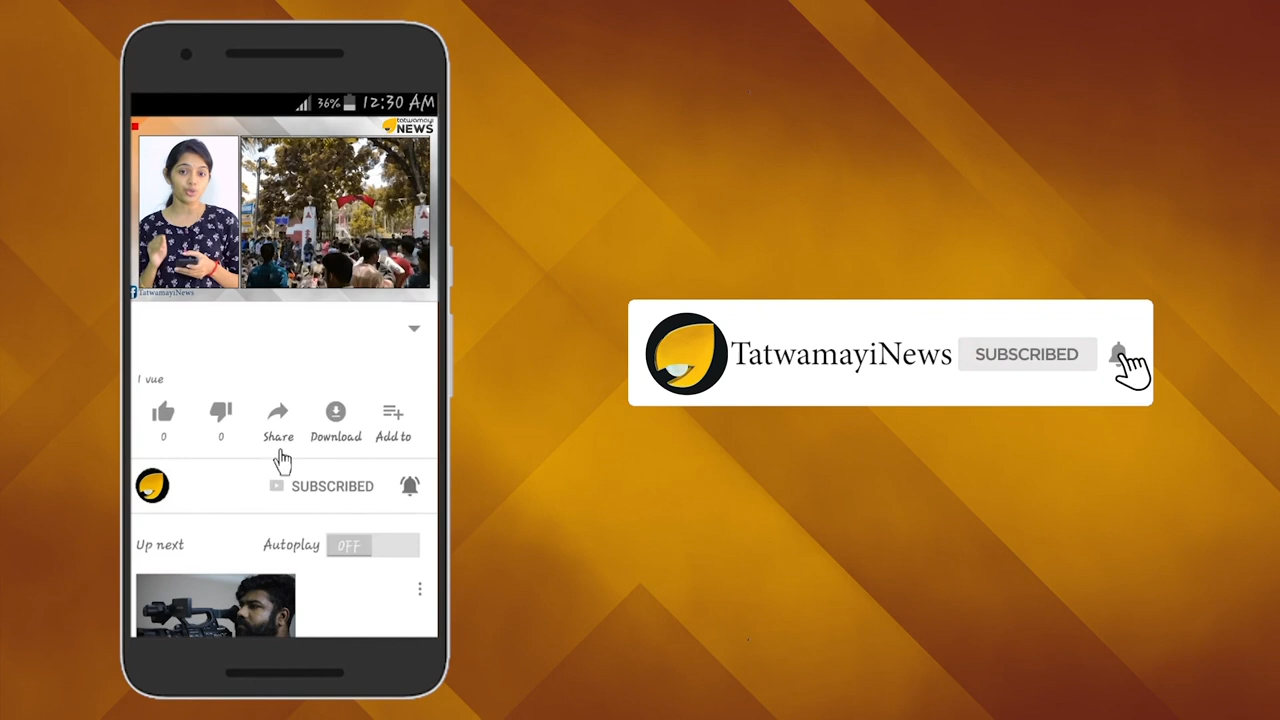 36% 12:30 AM
tatwamayi
NEWS
TatwamayiNews
1 vue
0 0 Share Download Add to
SUBSCRIBED
Up next Autoplay OFF
TatwamayiNews SUBSCRIBED